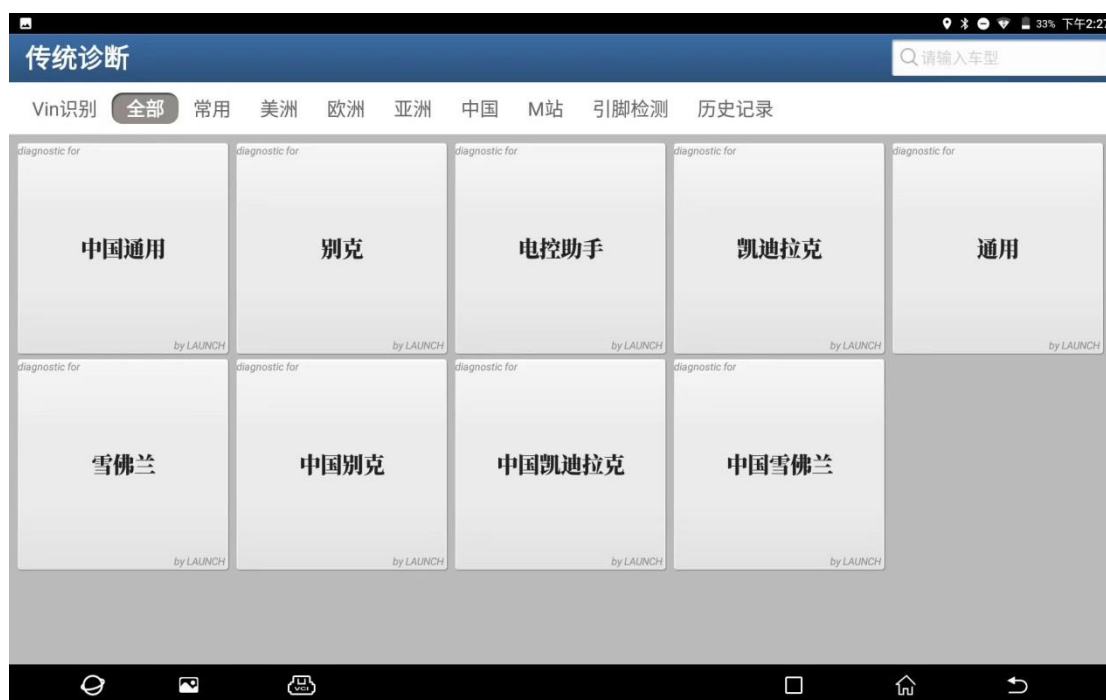 33% 下午2:27
传统诊断
请输入车型
Vin识别 全部 常用 美洲 欧洲 亚洲 中国 M站 引脚检测 历史记录
diagnostic for diagnostic for diagnostic for diagnostic for diagnostic for
中国通用 别克 电控助手 凯迪拉克 通用
by LAUNCH by LAUNCH by LAUNCH by LAUNCH by LAUNCH
diagnostic for diagnostic for diagnostic for diagnostic for
雪佛兰 中国别克 中国凯迪拉克 中国雪佛兰
by LAUNCH by LAUNCH by LAUNCH by LAUNCH
VCI